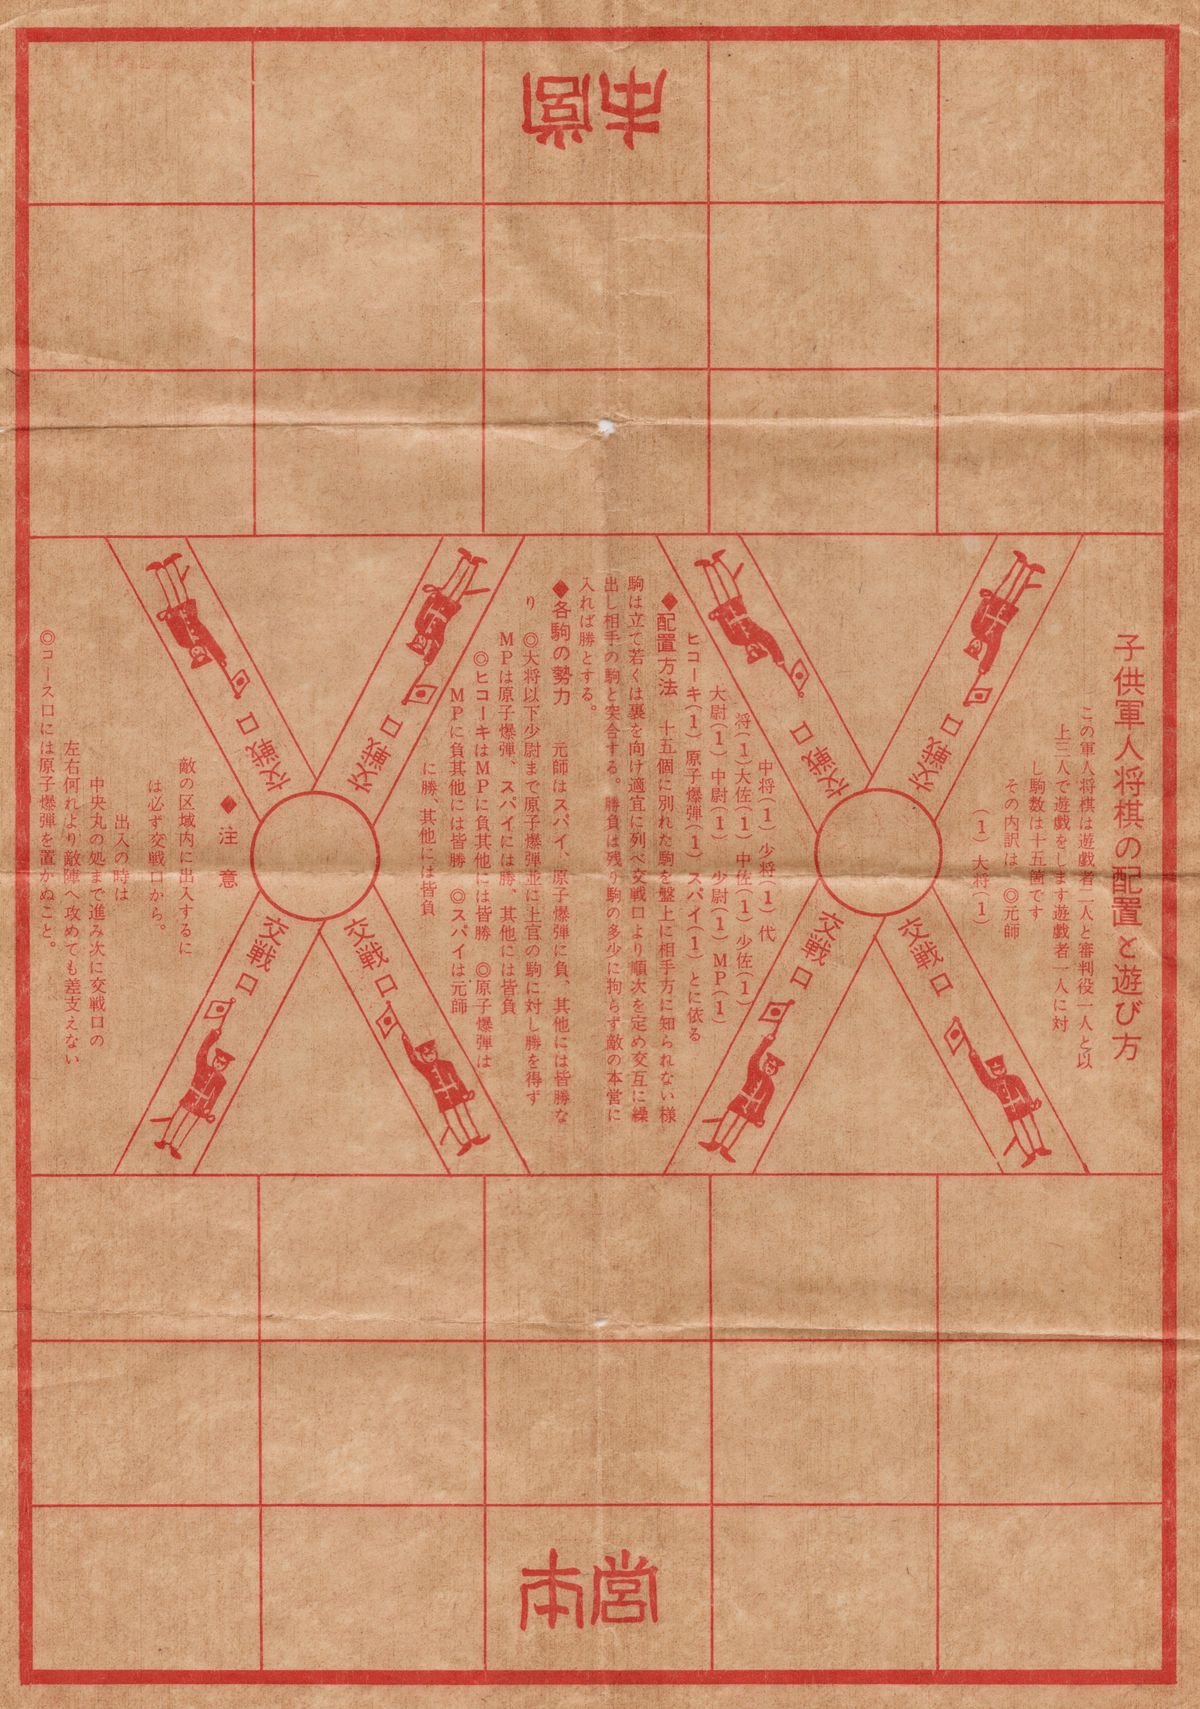 本営
子供軍人将棋の配置と遊び方
この軍人将棋は遊戯者二人と審判役一人と以
上三人で遊戯をします遊戯者一人に対
し駒数は十五箇です
その内訳は ◎元師
(1) 大将(1)
中将(1) 少将(1) 代
将(1)大佐(1) 中佐(1) 少佐(1)
大尉(1) 中尉(1) 少尉(1) MP(1)
ヒコーキ(1) 原子爆弾(1) スパイ(1) とに依る
◆配置方法 十五個に別れた駒を盤上に相手方に知られない様
駒は立て若くは裏を向け適宜に列べ交戦口より順次を定め交互に繰
出し相手の駒と突合する。勝負は残り駒の多少に拘らず敵の本営に
入れば勝とする。
◆各駒の勢力 元師はスパイ、原子爆弾に負、其他には皆勝な
り ◎大将以下少尉まで原子爆弾並に上官の駒に対し勝を得ず
MPは原子爆弾、スパイには勝、其他には皆負
◎ヒコーキはMPに負其他には皆勝 ◎原子爆弾は
MPに負其他には皆勝 ◎スパイは元師
に勝、其他には皆負
◆注意
敵の区域内に出入するに
は必ず交戦口から。
出入の時は
中央丸の処まで進み次に交戦口の
左右何れより敵陣へ攻めても差支えない
◎コース口には原子爆弾を置かぬこと。
交戦口
交戦口
交戦口
交戦口
交戦口
交戦口
交戦口
交戦口
本営